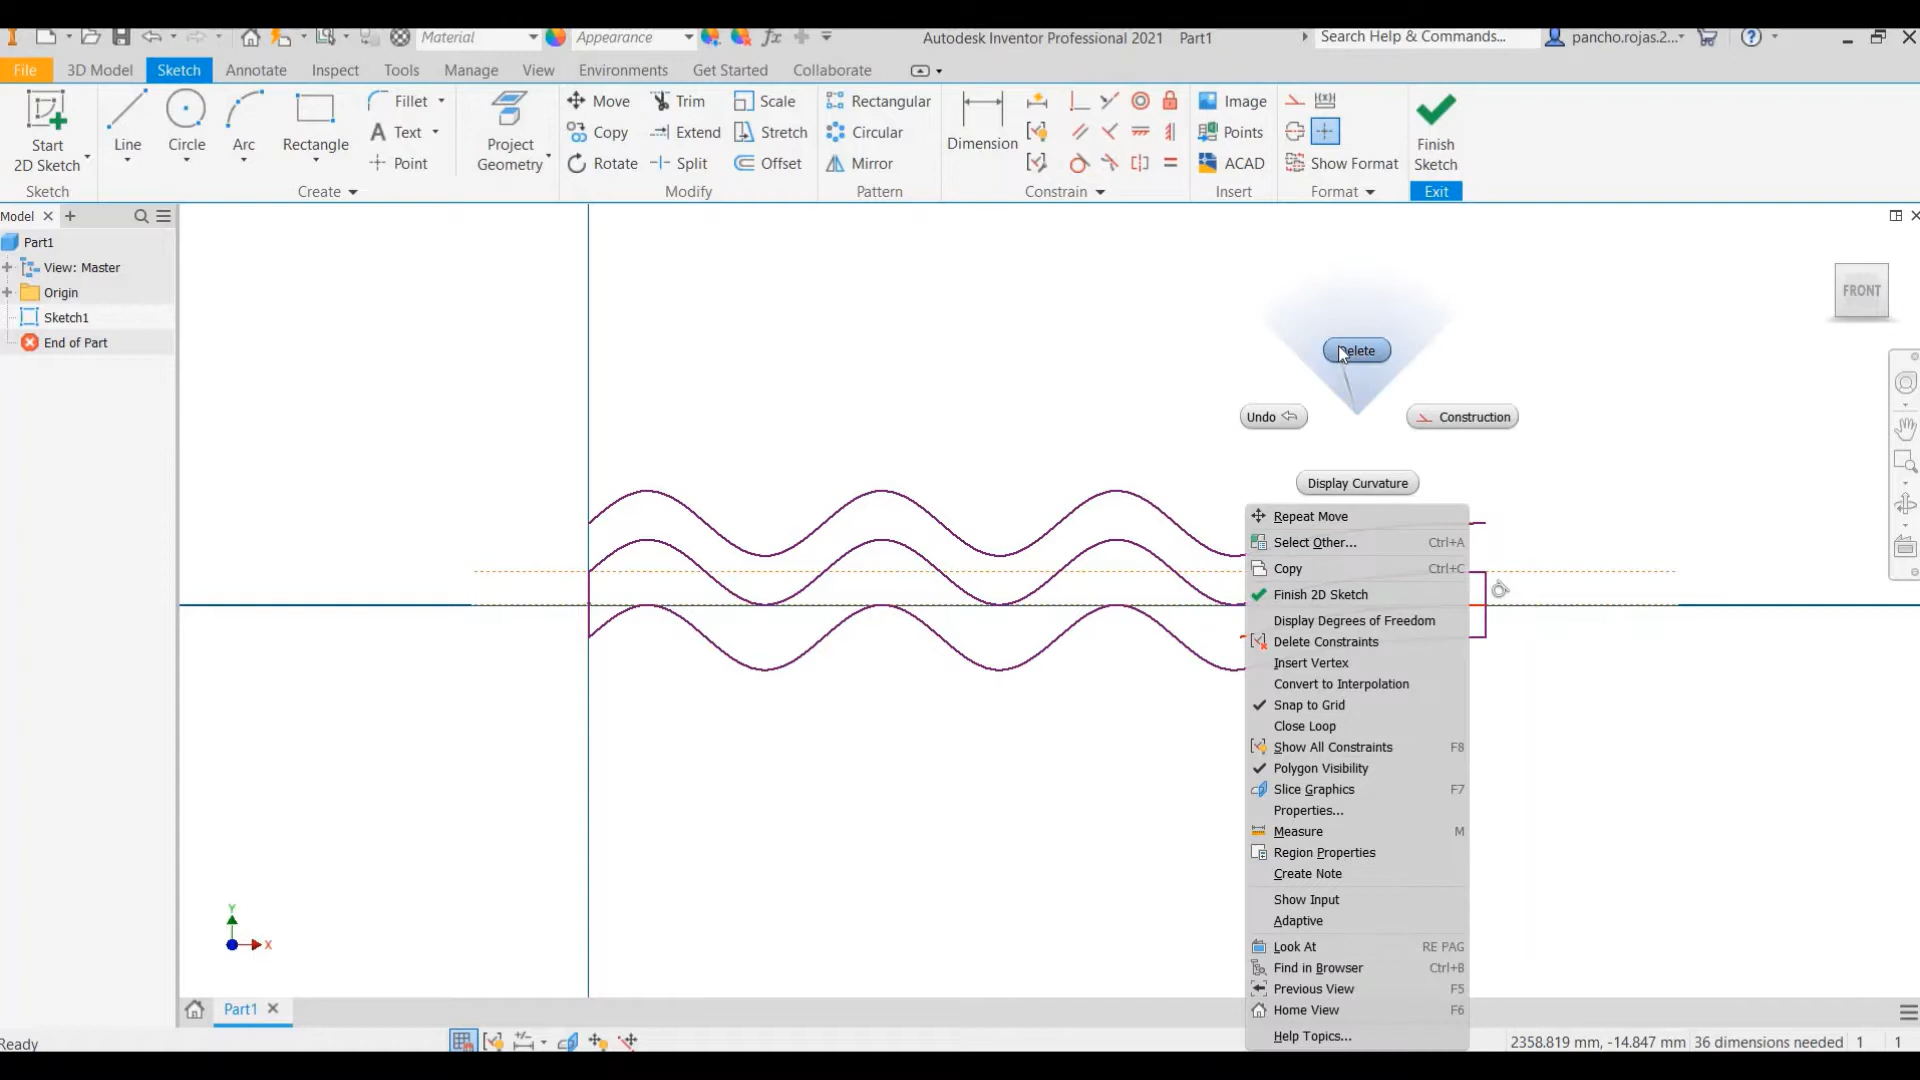 Material
Appearance
Autodesk Inventor Professional 2021 Part1
Search Help & Commands...
pancho.rojas.2...
File
3D Model
Sketch
Annotate
Inspect
Tools
Manage
View
Environments
Get Started
Collaborate
Start
2D Sketch
Line
Circle
Arc
Rectangle
Fillet
Text
Point
Project
Geometry
Move
Copy
Rotate
Trim
Extend
Split
Scale
Stretch
Offset
Rectangular
Circular
Mirror
Dimension
Image
Points
ACAD
Show Format
Finish
Sketch
Sketch
Create
Modify
Pattern
Constrain
Insert
Format
Exit
Model
Part1
View: Master
Origin
Sketch1
End of Part
FRONT
Delete
Undo
Construction
Display Curvature
Repeat Move
Select Other... Ctrl+A
Copy Ctrl+C
Finish 2D Sketch
Display Degrees of Freedom
Delete Constraints
Insert Vertex
Convert to Interpolation
Snap to Grid
Close Loop
Show All Constraints F8
Polygon Visibility
Slice Graphics F7
Properties...
Measure M
Region Properties
Create Note
Show Input
Adaptive
Look At RE PAG
Find in Browser Ctrl+B
Previous View F5
Home View F6
Help Topics...
Y
X
Part1
Ready
2358.819 mm, -14.847 mm 36 dimensions needed 1 1